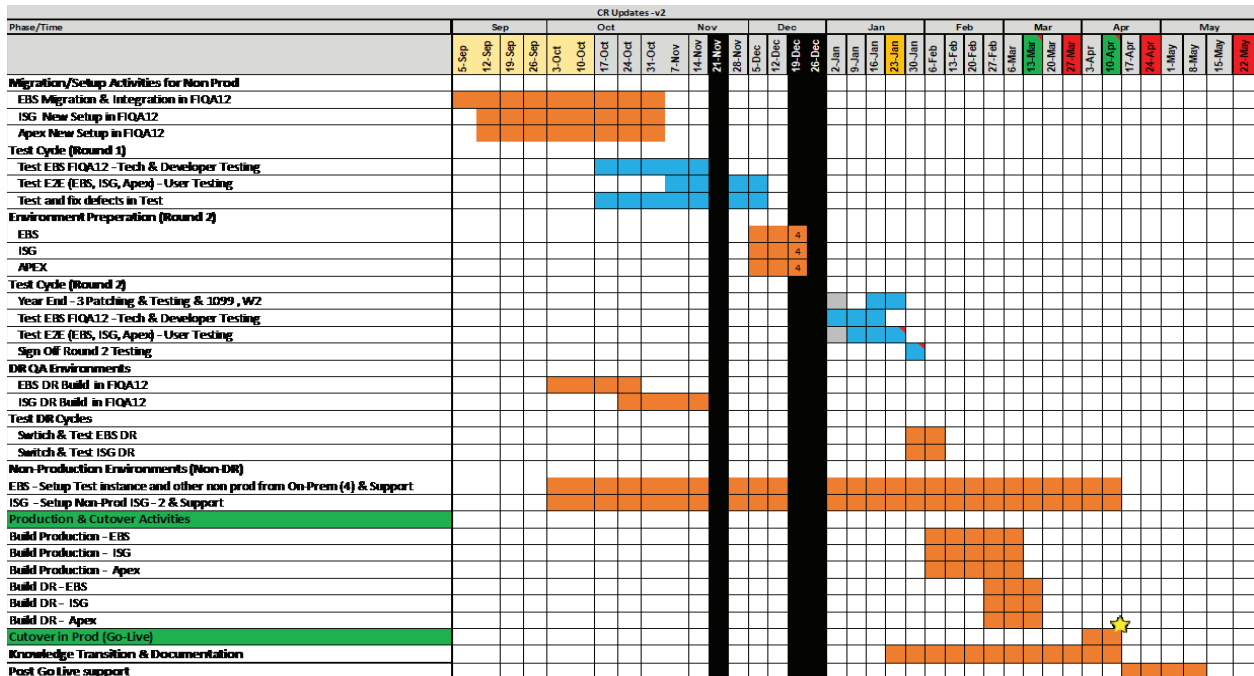 CR Updates -v2
Phase/Time Sep Oct Nov Dec Jan Feb Mar Apr May
5-Sep 12-Sep 19-Sep 26-Sep 3-Oct 10-Oct 17-Oct 24-Oct 31-Oct 7-Nov 14-Nov 21-Nov 28-Nov 5-Dec 12-Dec 19-Dec 26-Dec 2-Jan 9-Jan 16-Jan 23-Jan 30-Jan 6-Feb 13-Feb 20-Feb 27-Feb 6-Mar 13-Mar 20-Mar 27-Mar 3-Apr 10-Apr 17-Apr 24-Apr 1-May 8-May 15-May 22-May
Migration/Setup Activities for Non Prod
EBS Migration & Integration in FIQA12
ISG New Setup in FIQA12
Apex New Setup in FIQA12
Test Cycle (Round 1)
Test EBS FIQA12 -Tech & Developer Testing
Test E2E (EBS, ISG, Apex) - User Testing
Test and fix defects in Test
Environment Preperation (Round 2)
EBS 4
ISG 4
APEX 4
Test Cycle (Round 2)
Year End - 3 Patching & Testing & 1099 , W2
Test EBS FIQA12 -Tech & Developer Testing
Test E2E (EBS, ISG, Apex) - User Testing
Sign Off Round 2 Testing
DR QA Environments
EBS DR Build in FIQA12
ISG DR Build in FIQA12
Test DR Cycles
Swtich & Test EBS DR
Switch & Test ISG DR
Non-Production Environments (Non-DR)
EBS - Setup Test instance and other non prod from On-Prem (4) & Support
ISG - Setup Non-Prod ISG - 2 & Support
Production & Cutover Activities
Build Production - EBS
Build Production - ISG
Build Production - Apex
Build DR - EBS
Build DR - ISG
Build DR - Apex
Cutover in Prod (Go-Live)
Knowledge Transition & Documentation
Post Go Live support